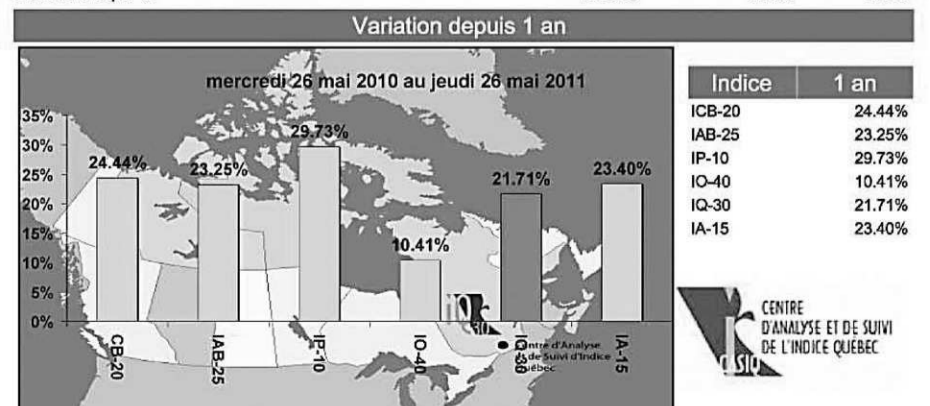 Variation depuis 1 an
mercredi 26 mai 2010 au jeudi 26 mai 2011
35%
30%
25%
20%
15%
10%
5%
0%
24.44%
23.25%
29.73%
10.41%
21.71%
23.40%
CB-20
IAB-25
IP-10
IO-40
IA-15
30
Centre d'Analyse
& de Suivi d'Indice
Québec
Indice 1 an
ICB-20 24.44%
IAB-25 23.25%
IP-10 29.73%
IO-40 10.41%
IQ-30 21.71%
IA-15 23.40%
CENTRE
D'ANALYSE ET DE SUIVI
DE L'INDICE QUÉBEC
CASIQ